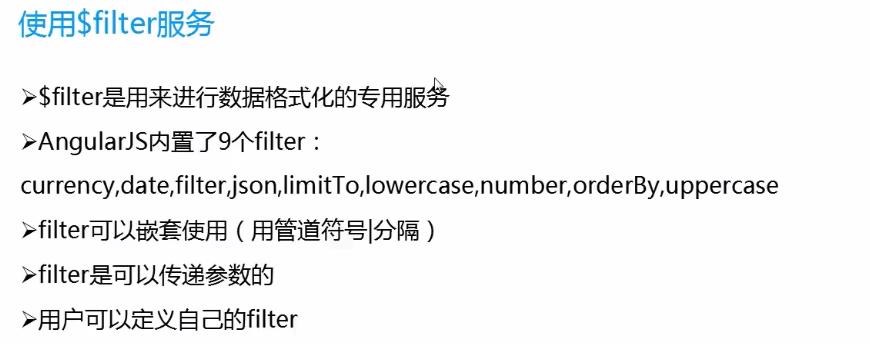 使用$filter服务
➢$filter是用来进行数据格式化的专用服务
➢AngularJS内置了9个filter：
currency,date,filter,json,limitTo,lowercase,number,orderBy,uppercase
➢filter可以嵌套使用（用管道符号|分隔）
➢filter是可以传递参数的
➢用户可以定义自己的filter